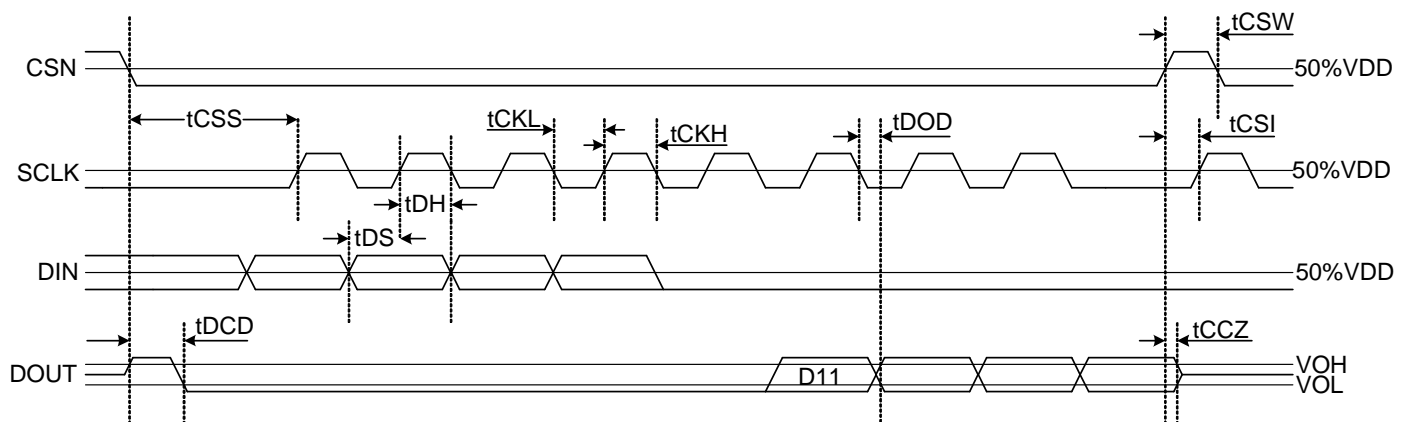 tCSW
CSN
50%VDD
tCSS
tCKL
tCKH
tDOD
tCSI
SCLK
50%VDD
tDH
tDS
DIN
50%VDD
tDCD
tCCZ
DOUT
D11
VOH
VOL